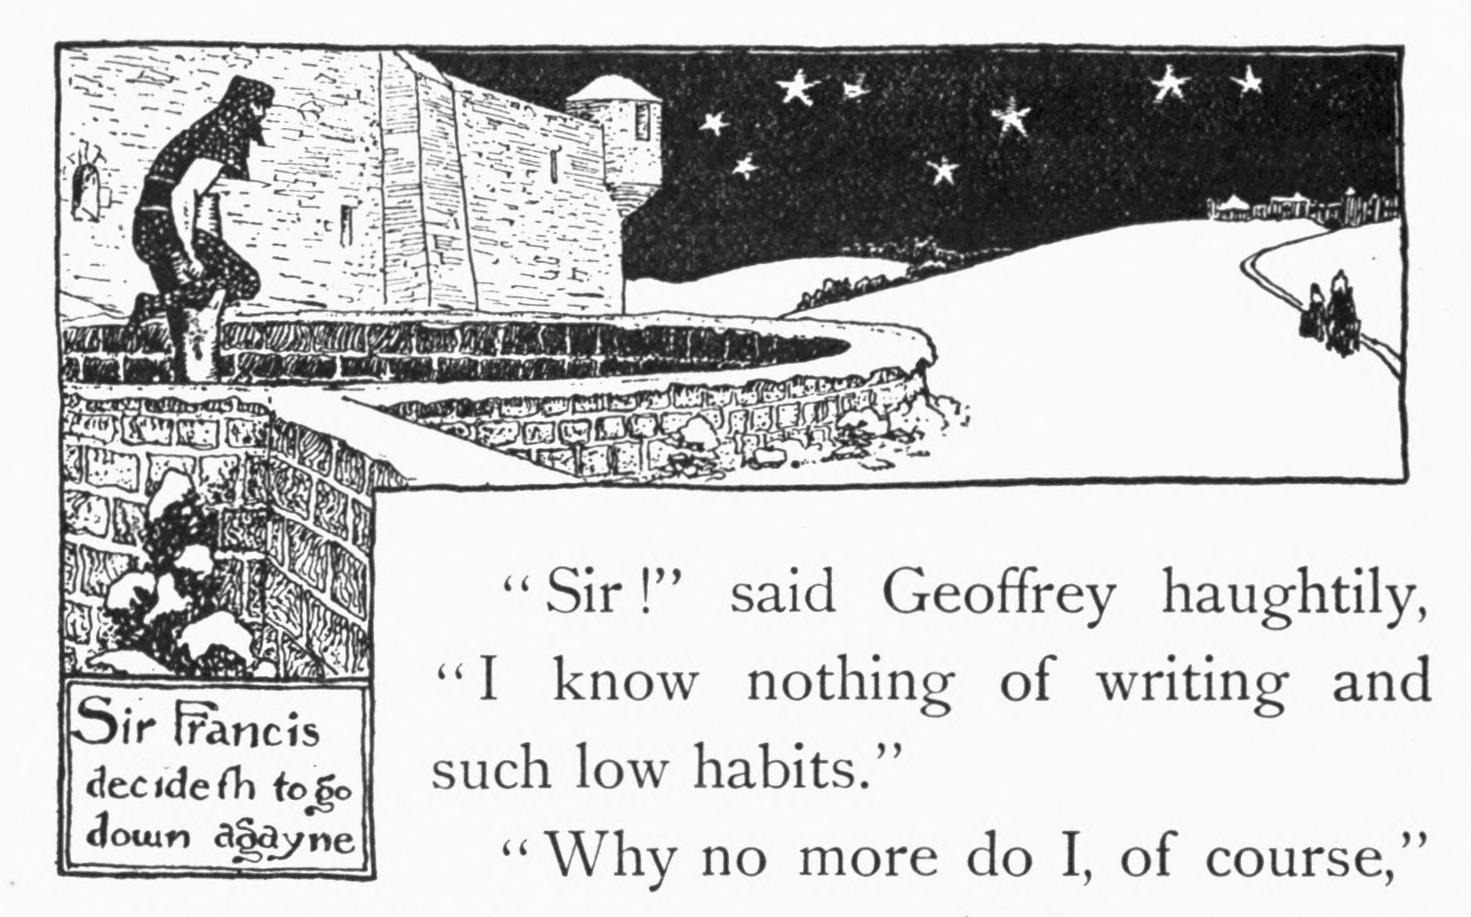 Sir Francis
decideth to go
down agayne
“Sir!” said Geoffrey haughtily,
“I know nothing of writing and
such low habits.”
“Why no more do I, of course,”